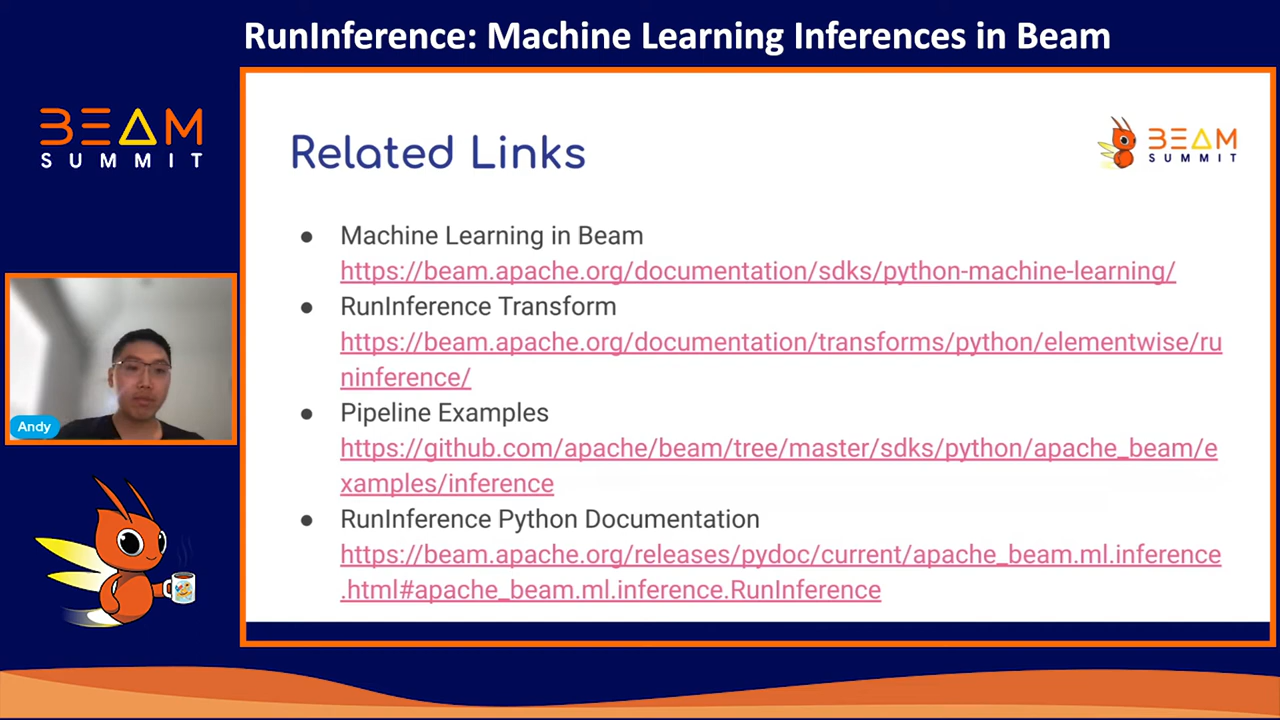 RunInference: Machine Learning Inferences in Beam
BEAM
SUMMIT
Related Links
BEAM
SUMMIT
● Machine Learning in Beam
https://beam.apache.org/documentation/sdks/python-machine-learning/
● RunInference Transform
https://beam.apache.org/documentation/transforms/python/elementwise/ru
ninference/
● Pipeline Examples
https://github.com/apache/beam/tree/master/sdks/python/apache_beam/e
xamples/inference
● RunInference Python Documentation
https://beam.apache.org/releases/pydoc/current/apache_beam.ml.inference
.html#apache_beam.ml.inference.RunInference
Andy